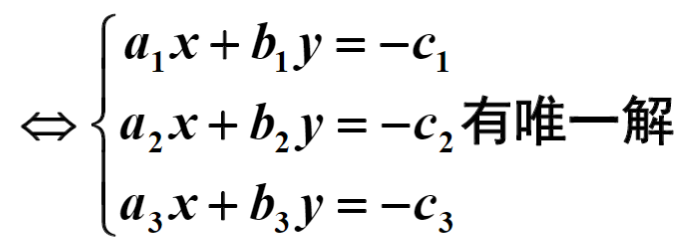 a₁x + b₁y = −c₁
⇔ { a₂x + b₂y = −c₂ 有唯一解
a₃x + b₃y = −c₃